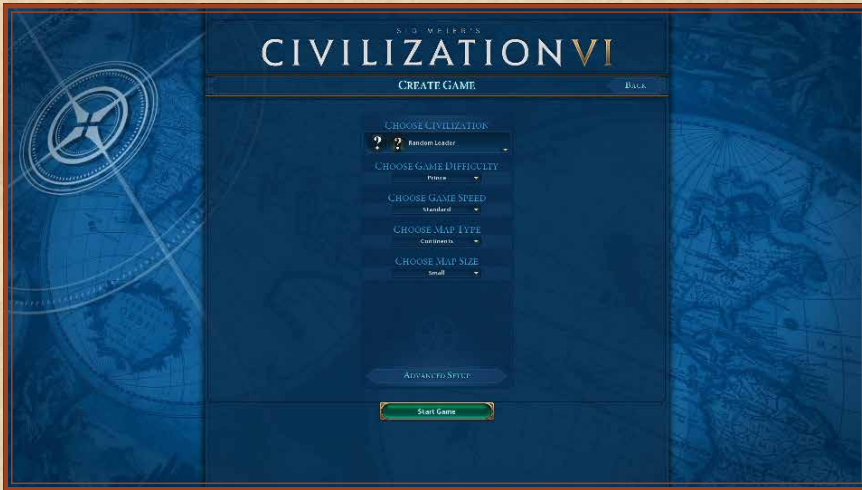 SID MEIER'S
CIVILIZATION VI
CREATE GAME
BACK
CHOOSE CIVILIZATION
? ? Random Leader
CHOOSE GAME DIFFICULTY
Prince
CHOOSE GAME SPEED
Standard
CHOOSE MAP TYPE
Continents
CHOOSE MAP SIZE
Small
ADVANCED SETUP
Start Game